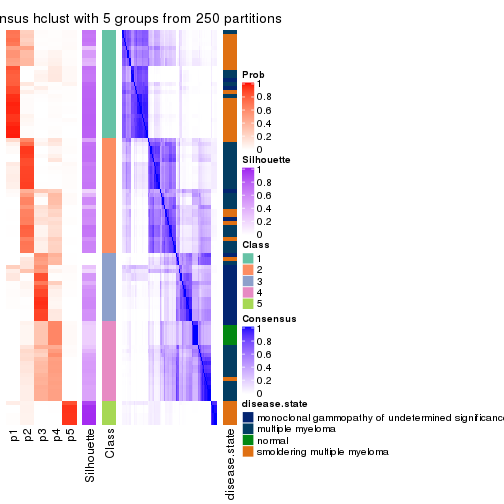 nsus hclust with 5 groups from 250 partitions
Prob
1
0.8
0.6
0.4
0.2
0
Silhouette
1
0.8
0.6
0.4
0.2
0
Class
1
2
3
4
5
Consensus
1
0.8
0.6
0.4
0.2
0
disease.state
monoclonal gammopathy of undetermined significance
multiple myeloma
normal
smoldering multiple myeloma
p1
p2
p3
p4
p5
Silhouette
Class
disease.state